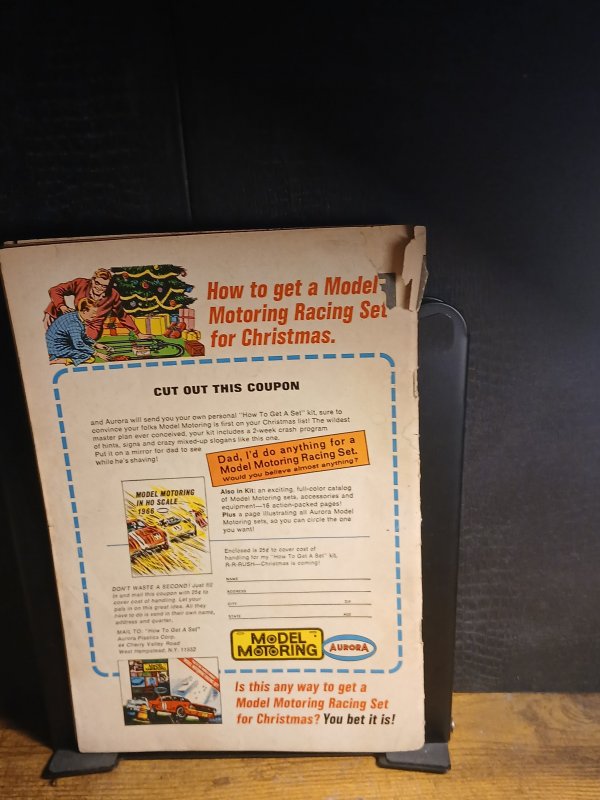 How to get a Model
Motoring Racing Set
for Christmas.
CUT OUT THIS COUPON
and Aurora will send you your own personal "How To Get A Set" kit, sure to
convince your folks Model Motoring is first on your Christmas list! The wildest
master plan ever conceived, your kit includes a 2-week crash program
of hints, signs and crazy mixed-up slogans like this one.
Put it on a mirror for dad to see
while he's shaving!
Dad, I'd do anything for a
Model Motoring Racing Set.
Would you believe almost anything?
MODEL MOTORING
IN HO SCALE
1966
Also in Kit: an exciting, full-color catalog
of Model Motoring sets, accessories and
equipment—16 action-packed pages!
Plus a page illustrating all Aurora Model
Motoring sets, so you can circle the one
you want!
Enclosed is 25¢ to cover cost of
handling for my "How To Get A Set" kit.
R-R-RUSH—Christmas is coming!
DON'T WASTE A SECOND! Just fill
in and mail this coupon with 25¢ to
cover cost of handling. Let your
pals in on this great idea. All they
have to do is send in their own name,
address and quarter.
MAIL TO: "How To Get A Set"
Aurora Plastics Corp.
44 Cherry Valley Road
West Hempstead, N.Y. 11552
NAME
ADDRESS
CITY ZIP
STATE AGE
MODEL
MOTORING
AURORA
Is this any way to get a
Model Motoring Racing Set
for Christmas? You bet it is!